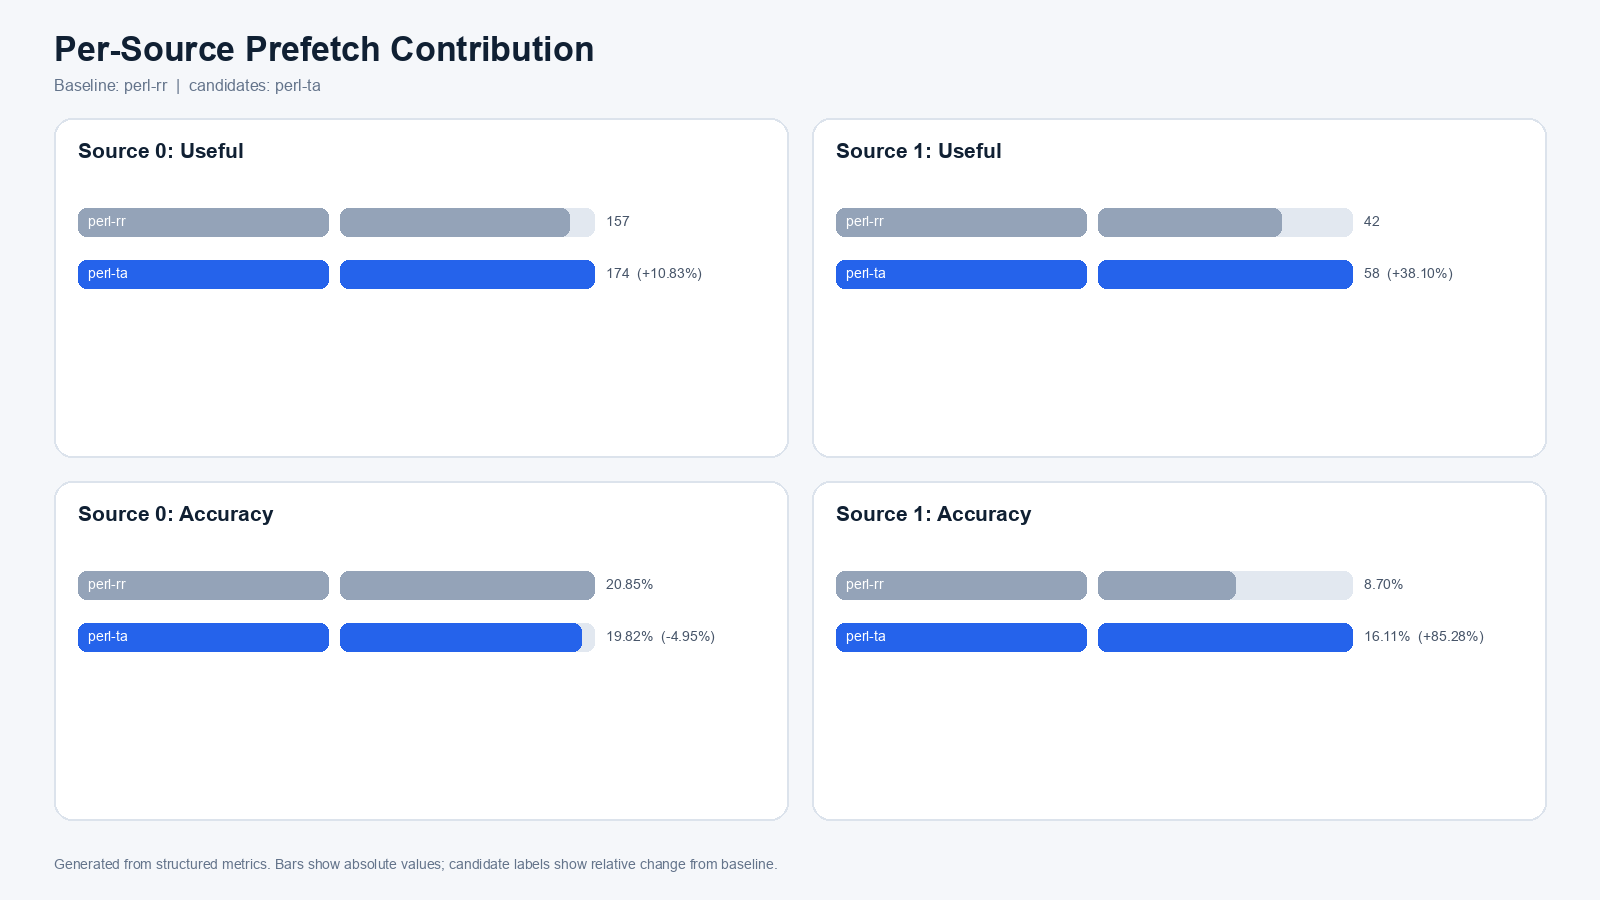 Per-Source Prefetch Contribution
Baseline: perl-rr | candidates: perl-ta
Source 0: Useful
perl-rr 157
perl-ta 174 (+10.83%)
Source 1: Useful
perl-rr 42
perl-ta 58 (+38.10%)
Source 0: Accuracy
perl-rr 20.85%
perl-ta 19.82% (-4.95%)
Source 1: Accuracy
perl-rr 8.70%
perl-ta 16.11% (+85.28%)
Generated from structured metrics. Bars show absolute values; candidate labels show relative change from baseline.